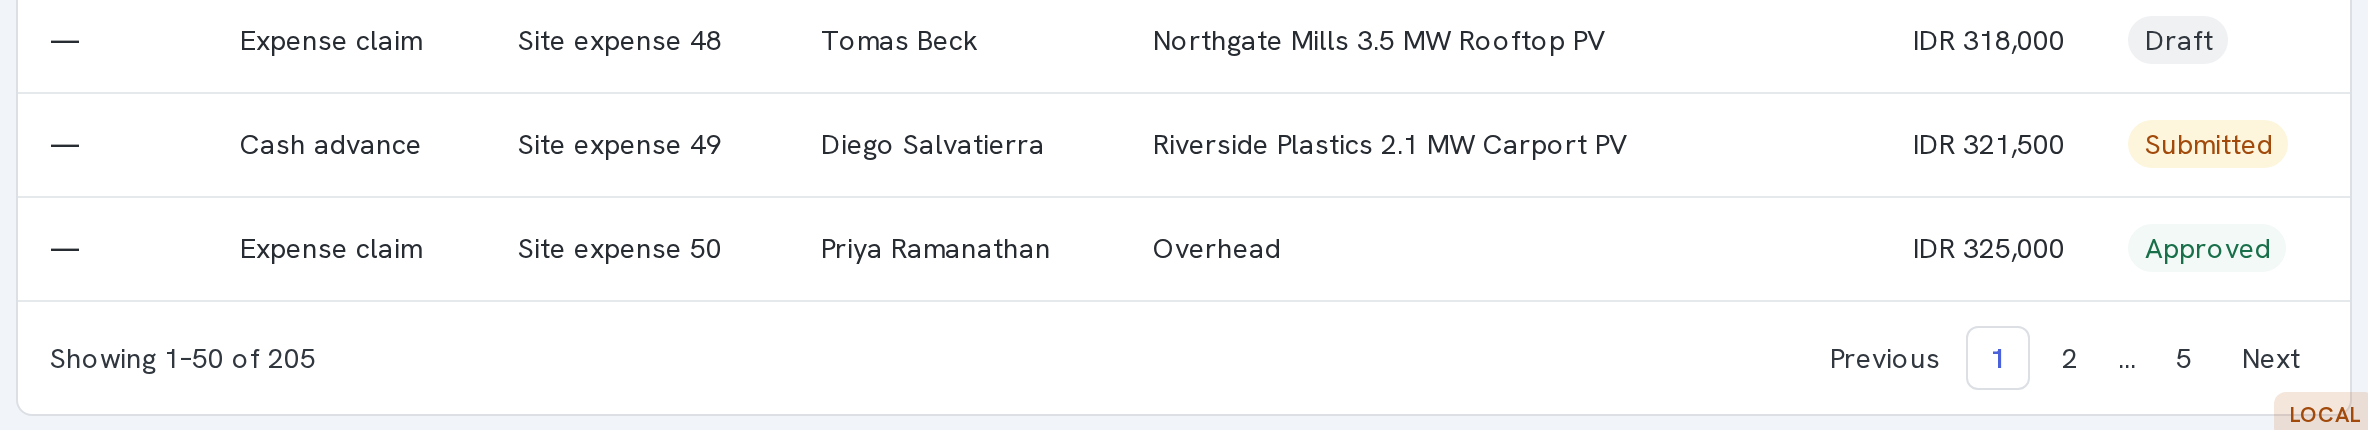 — Expense claim Site expense 48 Tomas Beck Northgate Mills 3.5 MW Rooftop PV IDR 318,000 Draft
— Cash advance Site expense 49 Diego Salvatierra Riverside Plastics 2.1 MW Carport PV IDR 321,500 Submitted
— Expense claim Site expense 50 Priya Ramanathan Overhead IDR 325,000 Approved
Showing 1–50 of 205 Previous 1 2 … 5 Next
LOCAL